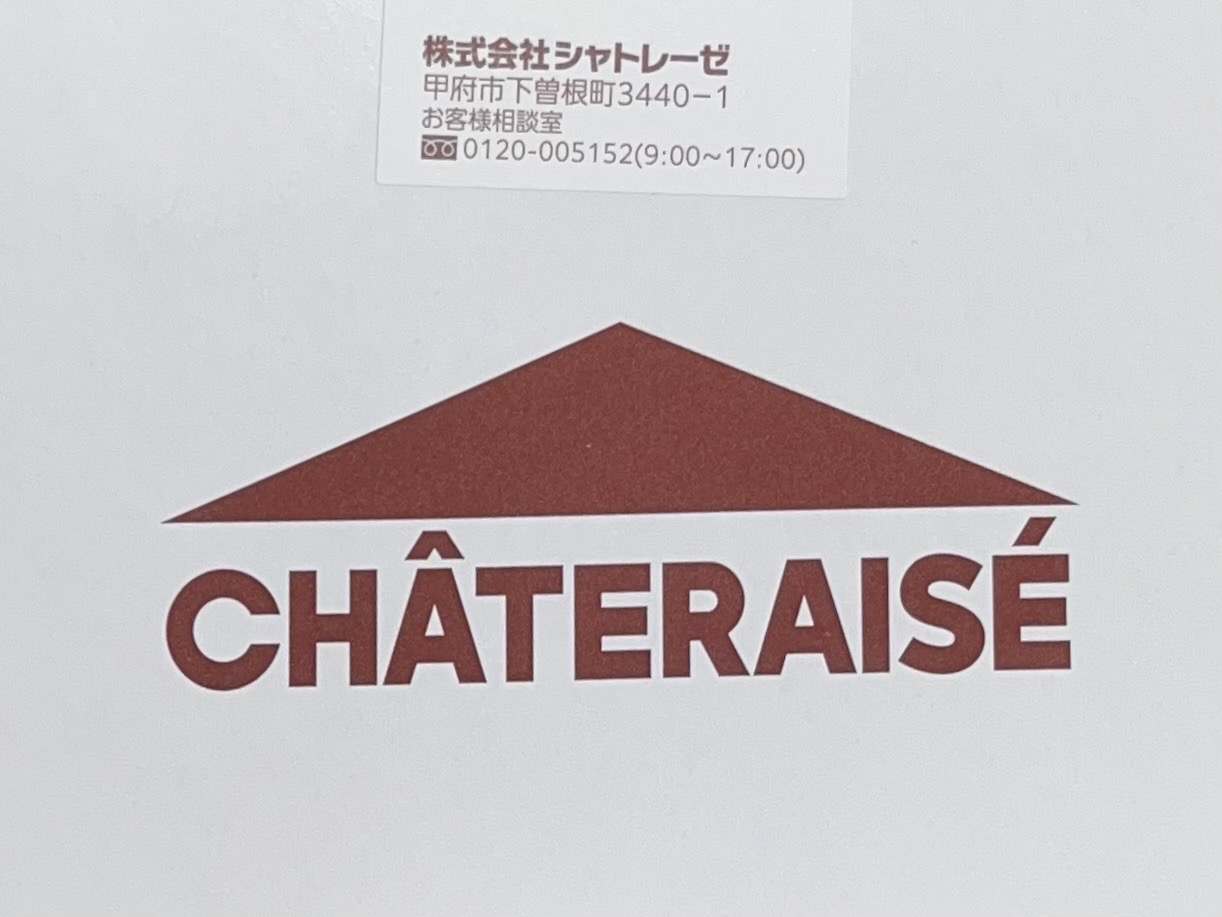 株式会社シャトレーゼ
甲府市下曽根町3440−1
お客様相談室
0120-005152(9:00~17:00)
CHÂTERAISÉ